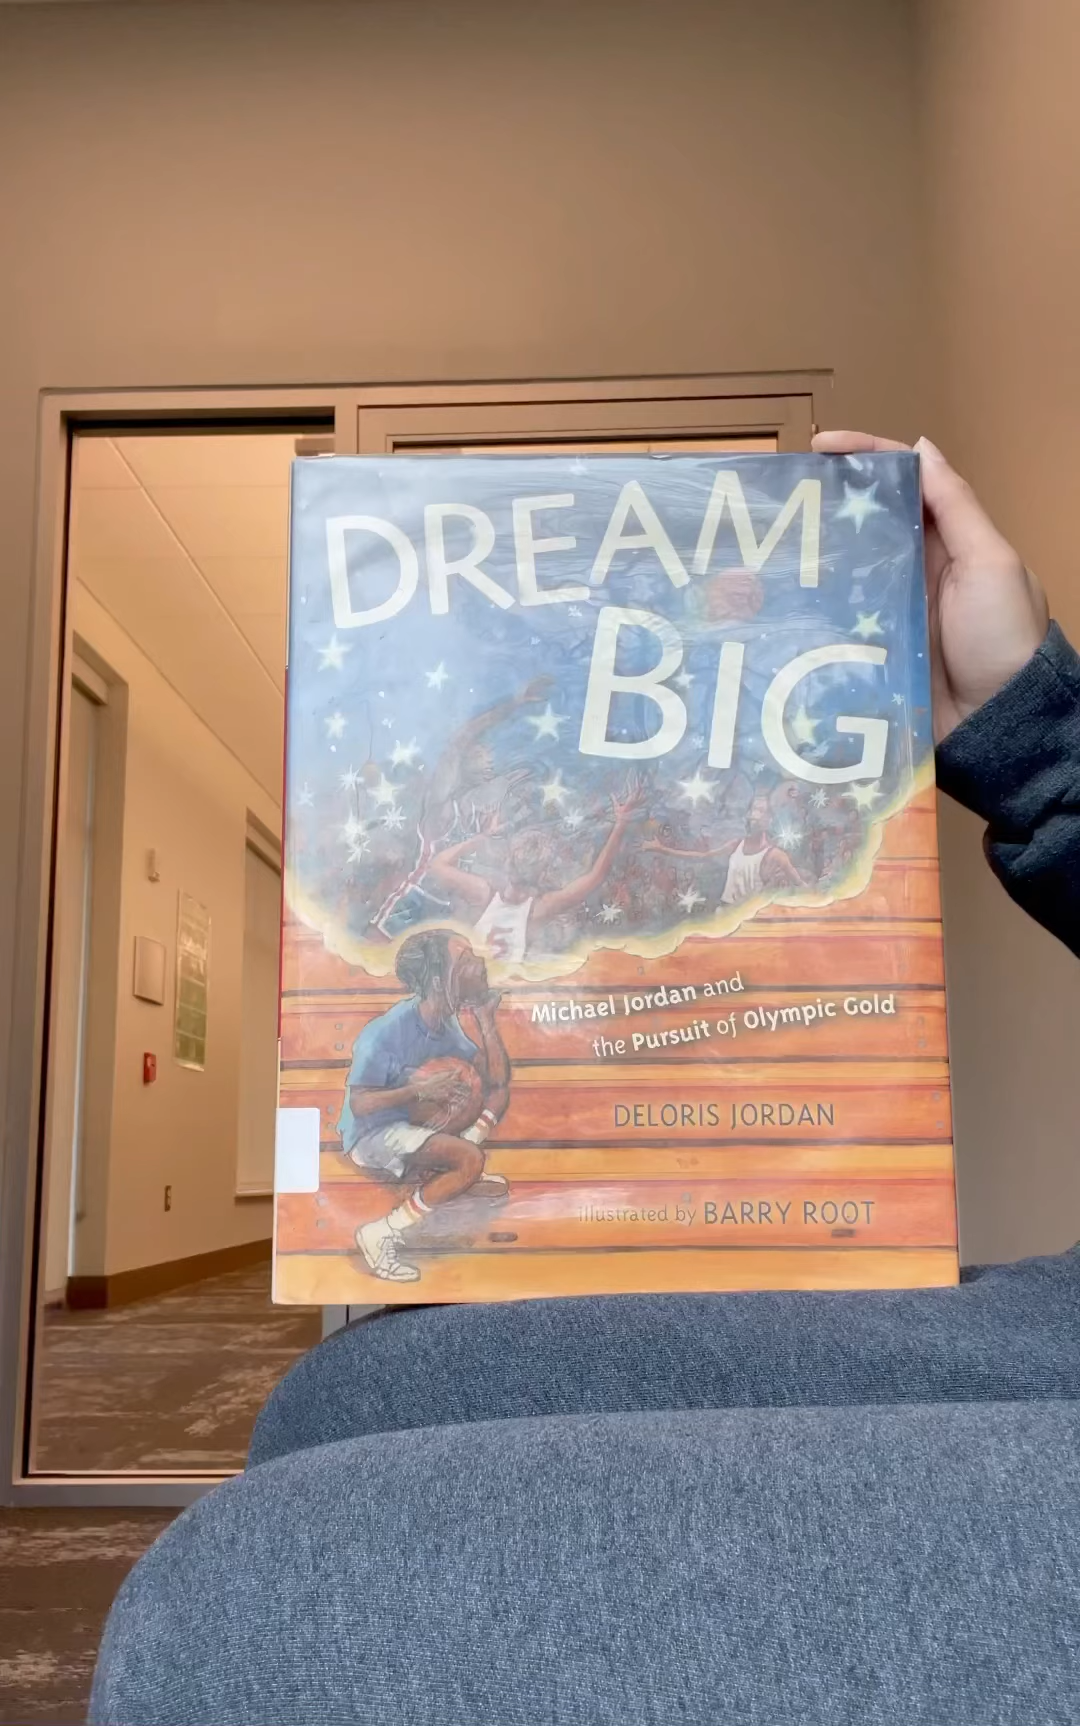 DREAM
BIG
Michael Jordan and
the Pursuit of Olympic Gold
DELORIS JORDAN
illustrated by BARRY ROOT